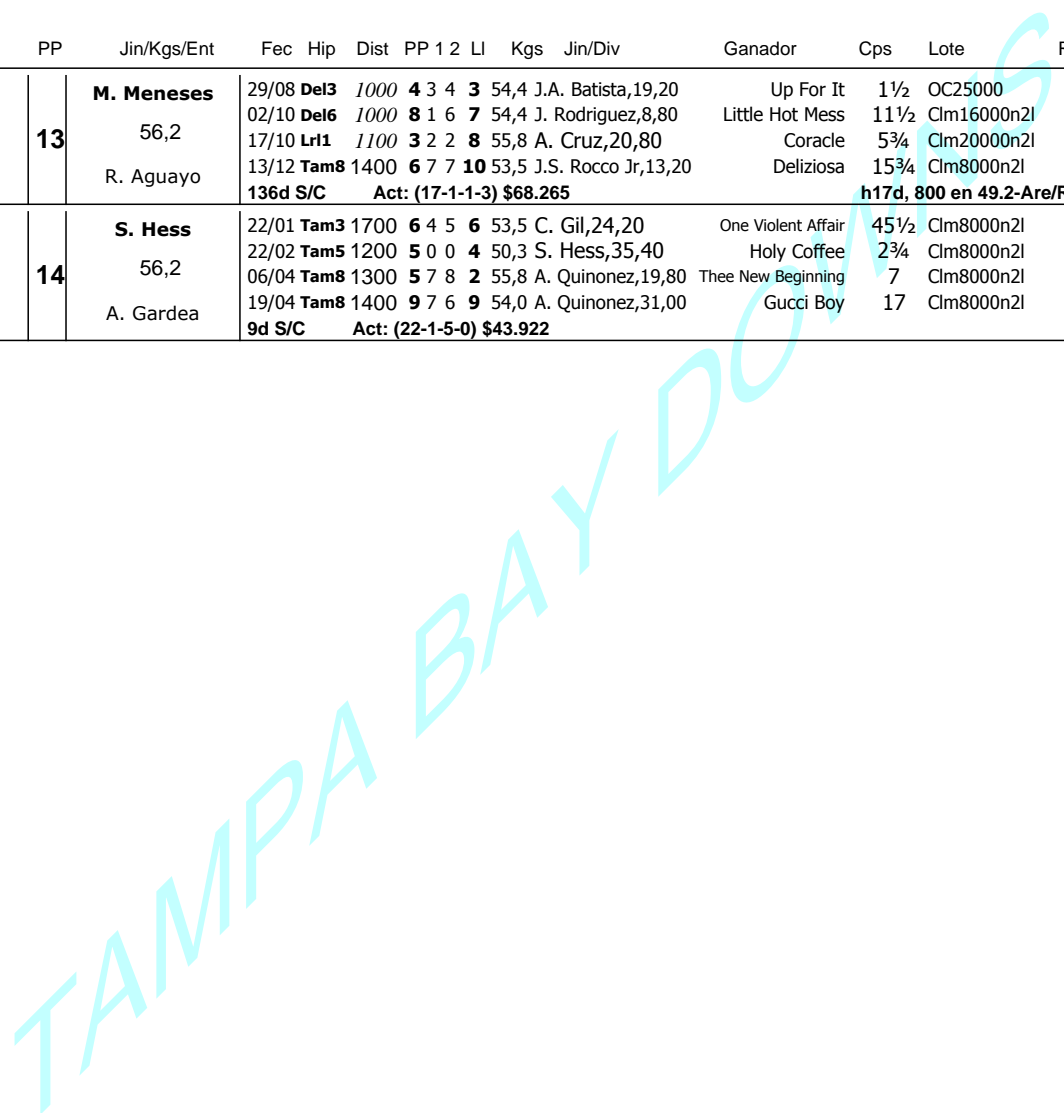 PP Jin/Kgs/Ent Fec Hip Dist PP 1 2 Ll Kgs Jin/Div Ganador Cps Lote
13
M. Meneses
56,2
R. Aguayo
29/08 Del3 1000 4 3 4 3 54,4 J.A. Batista,19,20 Up For It 1½ OC25000
02/10 Del6 1000 8 1 6 7 54,4 J. Rodriguez,8,80 Little Hot Mess 11½ Clm16000n2l
17/10 Lrl1 1100 3 2 2 8 55,8 A. Cruz,20,80 Coracle 5¾ Clm20000n2l
13/12 Tam8 1400 6 7 7 10 53,5 J.S. Rocco Jr,13,20 Deliziosa 15¾ Clm8000n2l
136d S/C Act: (17-1-1-3) $68.265 h17d, 800 en 49.2-Are/
14
S. Hess
56,2
A. Gardea
22/01 Tam3 1700 6 4 5 6 53,5 C. Gil,24,20 One Violent Affair 45½ Clm8000n2l
22/02 Tam5 1200 5 0 0 4 50,3 S. Hess,35,40 Holy Coffee 2¾ Clm8000n2l
06/04 Tam8 1300 5 7 8 2 55,8 A. Quinonez,19,80 Thee New Beginning 7 Clm8000n2l
19/04 Tam8 1400 9 7 6 9 54,0 A. Quinonez,31,00 Gucci Boy 17 Clm8000n2l
9d S/C Act: (22-1-5-0) $43.922
TAMPA BAY DOWNS